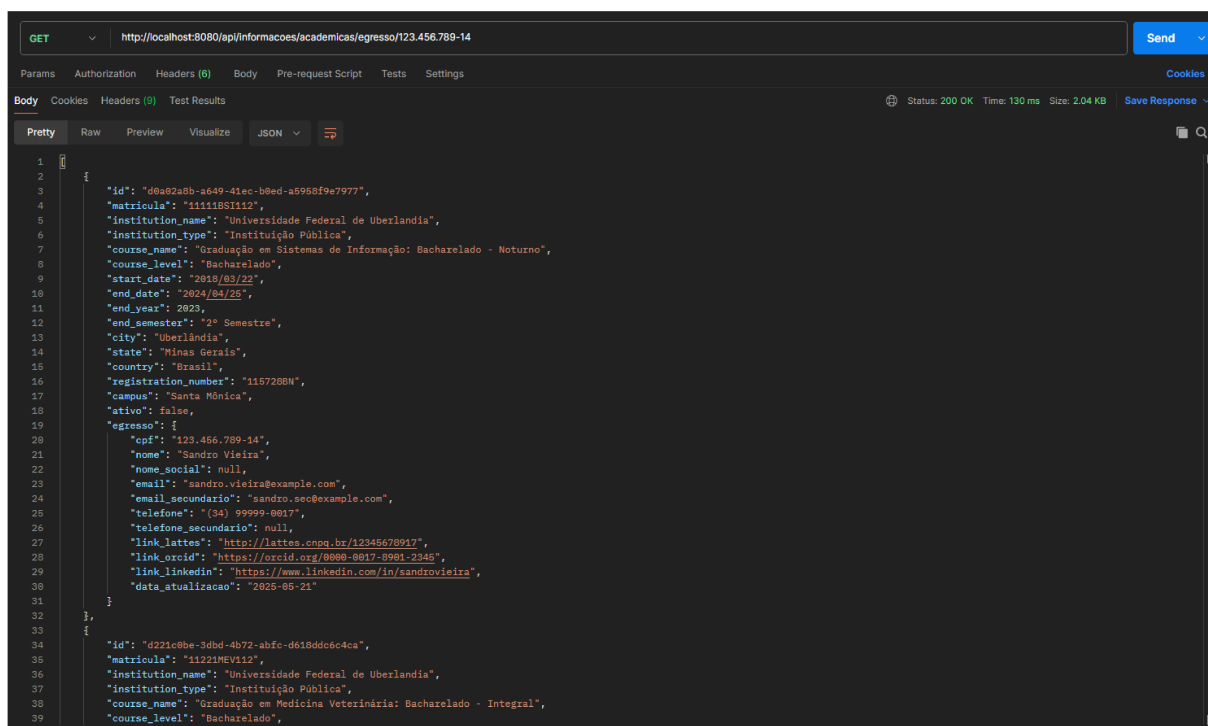 GET http://localhost:8080/api/informacoes/academicas/egresso/123.456.789-14 Send
Params Authorization Headers (6) Body Pre-request Script Tests Settings Cookies
Body Cookies Headers (9) Test Results Status: 200 OK Time: 130 ms Size: 2.04 KB Save Response
Pretty Raw Preview Visualize JSON
1 [
2 {
3 "id": "d0a02a8b-a649-41ec-b0ed-a5958f9e7977",
4 "matricula": "11111BSI112",
5 "institution_name": "Universidade Federal de Uberlandia",
6 "institution_type": "Instituição Pública",
7 "course_name": "Graduação em Sistemas de Informação: Bacharelado - Noturno",
8 "course_level": "Bacharelado",
9 "start_date": "2018/03/22",
10 "end_date": "2024/04/25",
11 "end_year": 2023,
12 "end_semester": "2º Semestre",
13 "city": "Uberlândia",
14 "state": "Minas Gerais",
15 "country": "Brasil",
16 "registration_number": "115728BN",
17 "campus": "Santa Mônica",
18 "ativo": false,
19 "egresso": {
20 "cpf": "123.456.789-14",
21 "nome": "Sandro Vieira",
22 "nome_social": null,
23 "email": "sandro.vieira@example.com",
24 "email_secundario": "sandro.sec@example.com",
25 "telefone": "(34) 99999-0017",
26 "telefone_secundario": null,
27 "link_lattes": "http://lattes.cnpq.br/12345678917",
28 "link_orcid": "https://orcid.org/0000-0017-8901-2345",
29 "link_linkedin": "https://www.linkedin.com/in/sandrovieira",
30 "data_atualizacao": "2025-05-21"
31 }
32 },
33 {
34 "id": "d221c0be-3dbd-4b72-abfc-d618ddc6c4ca",
35 "matricula": "11221MEV112",
36 "institution_name": "Universidade Federal de Uberlandia",
37 "institution_type": "Instituição Pública",
38 "course_name": "Graduação em Medicina Veterinária: Bacharelado - Integral",
39 "course_level": "Bacharelado",